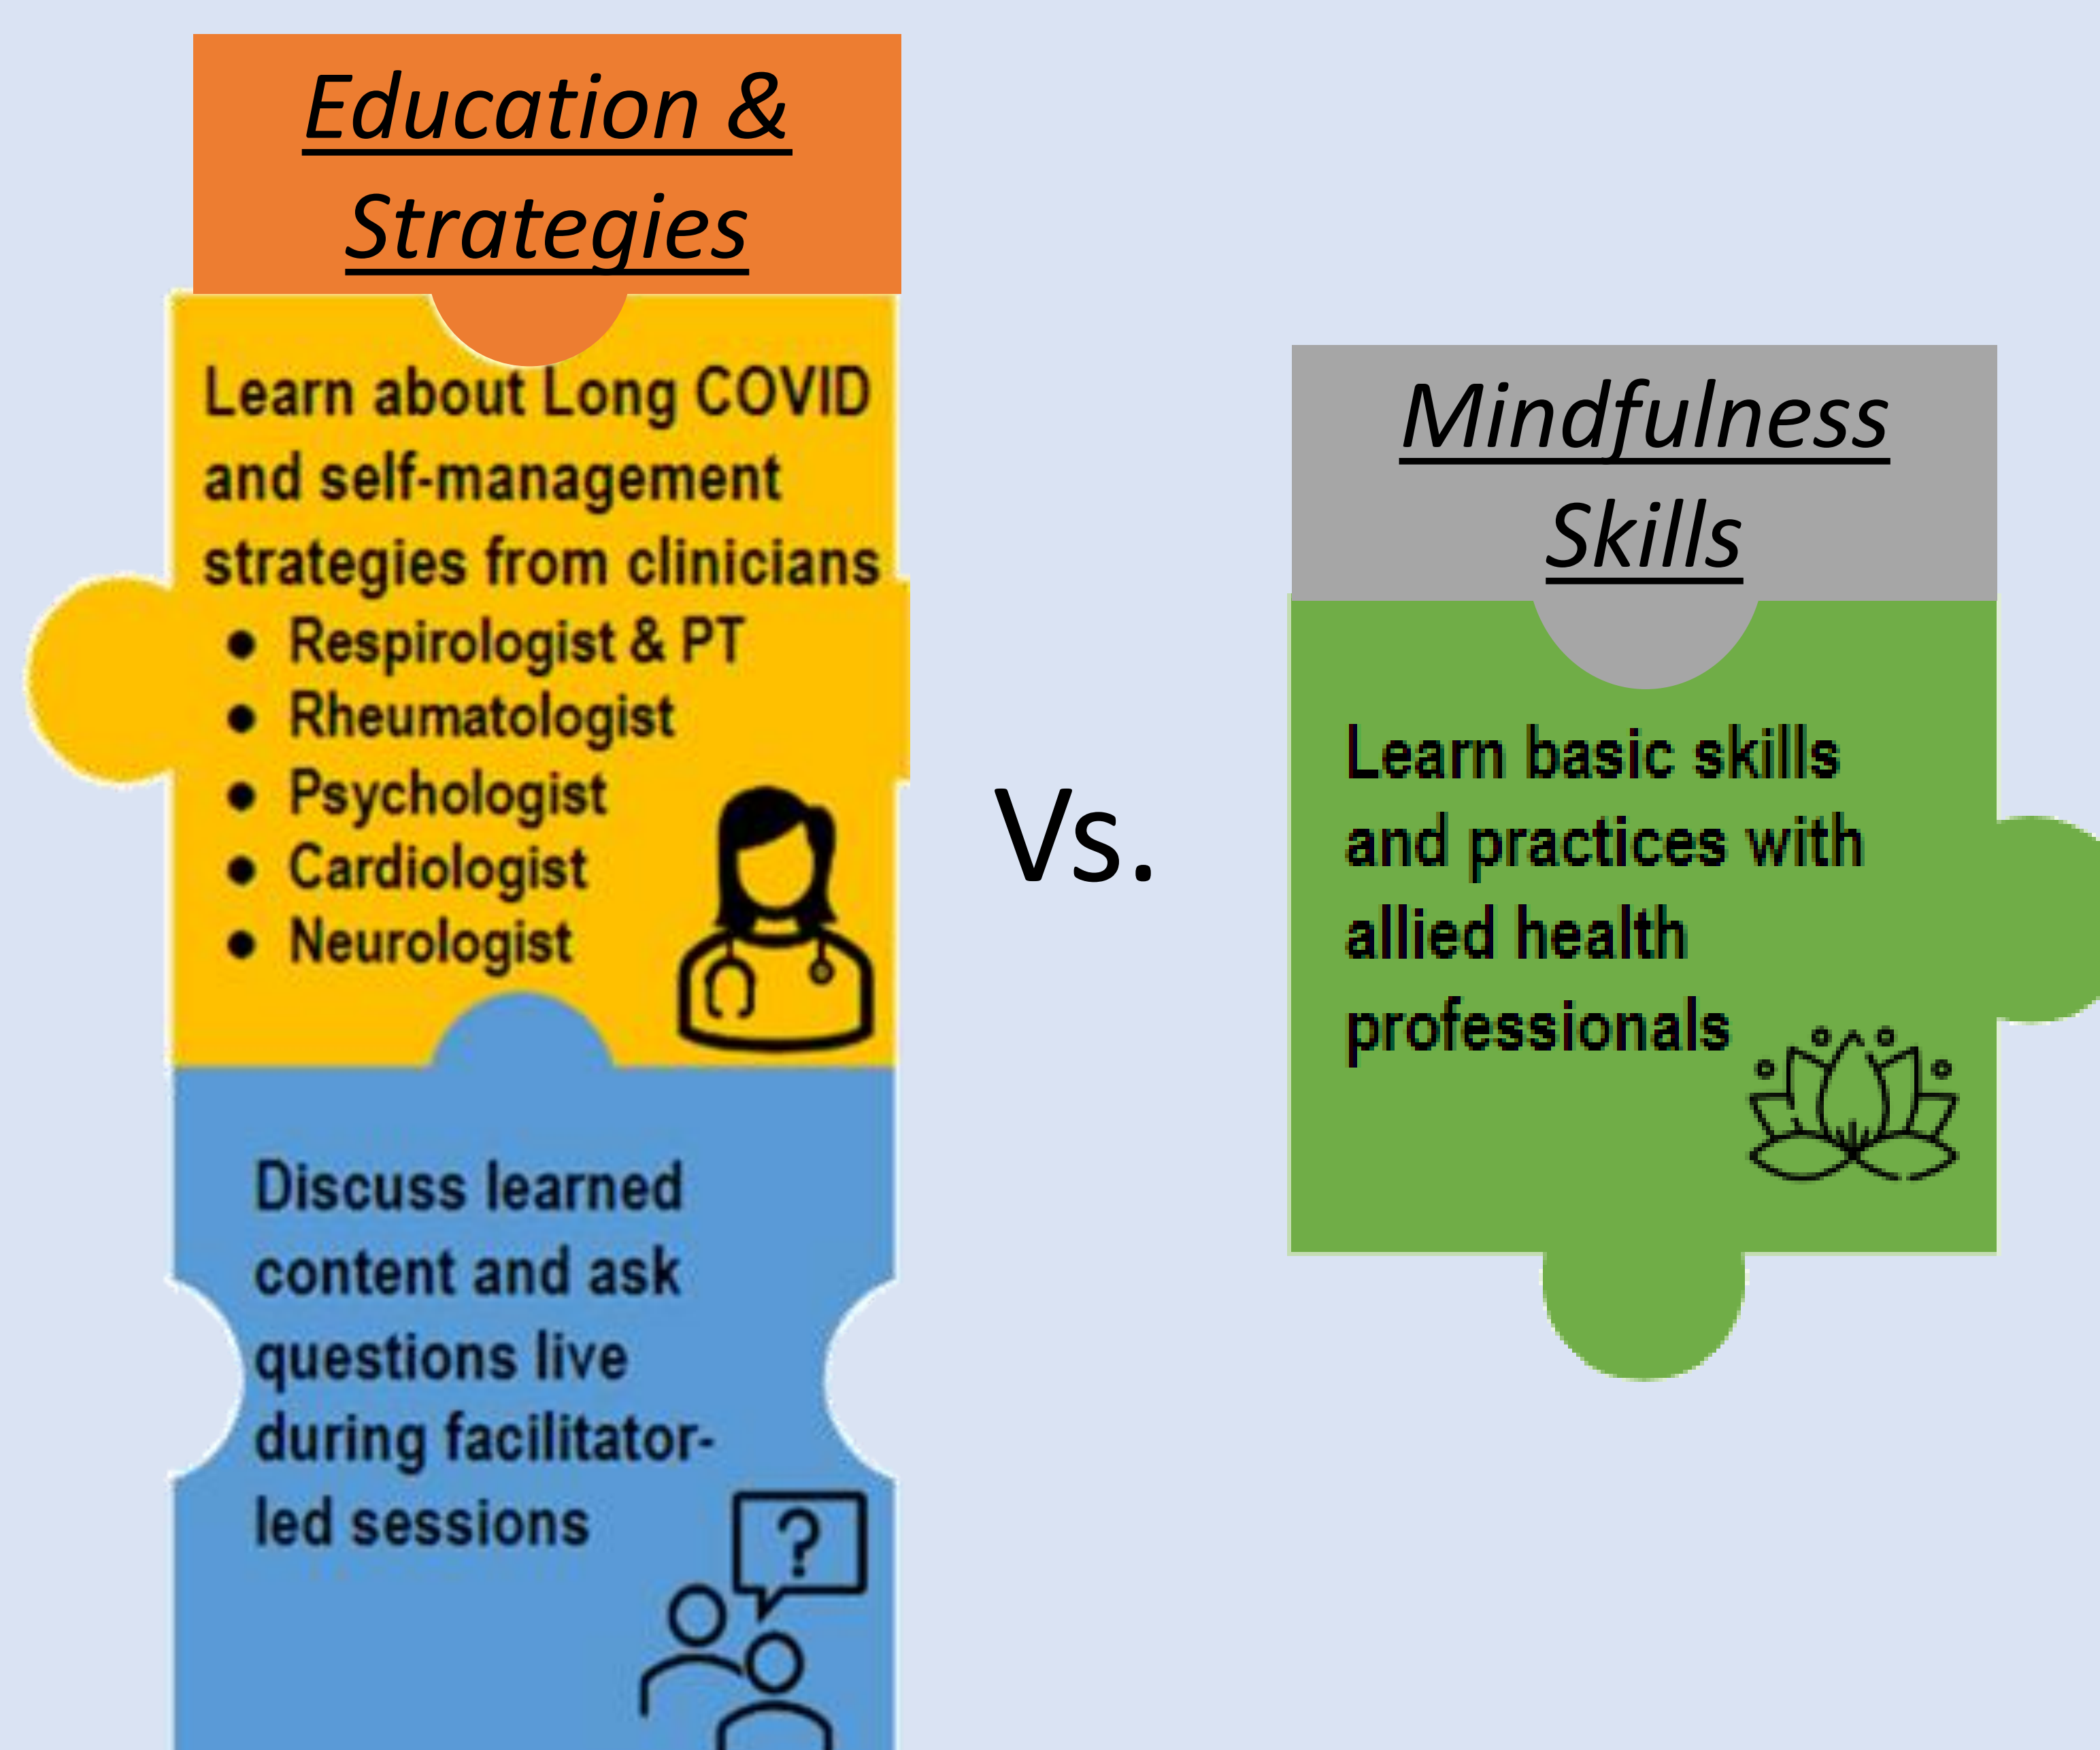 Education &
Strategies
Learn about Long COVID
and self-management
strategies from clinicians
● Respirologist & PT
● Rheumatologist
● Psychologist
● Cardiologist
● Neurologist
Discuss learned
content and ask
questions live
during facilitator-
led sessions
?
Vs.
Mindfulness
Skills
Learn basic skills
and practices with
allied health
professionals